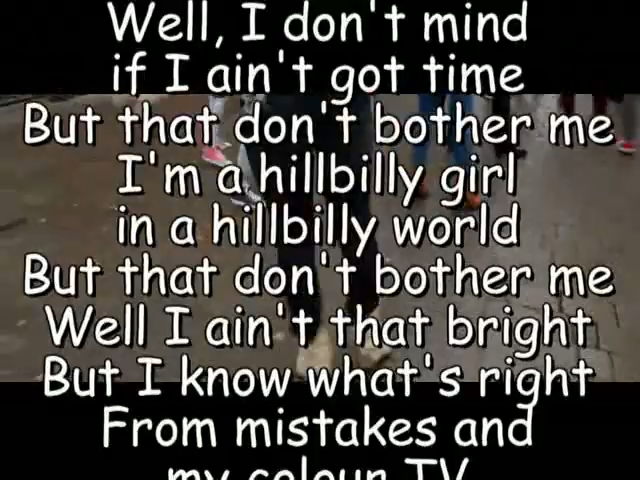 Well, I don't mind
if I ain't got time
But that don't bother me
I'm a hillbilly girl
in a hillbilly world
But that don't bother me
Well I ain't that bright
But I know what's right
From mistakes and
my colour TV